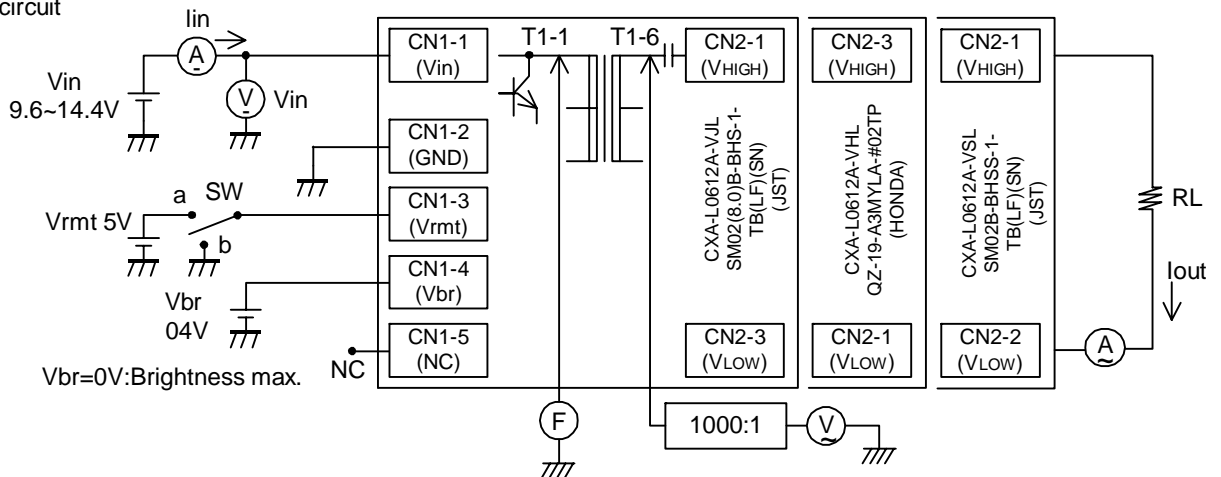 circuit
Iin
A
-
Vin
9.6~14.4V
V
-
Vin
CN1-1
(Vin)
CN1-2
(GND)
a
SW
b
Vrmt 5V
CN1-3
(Vrmt)
Vbr
04V
CN1-4
(Vbr)
NC
CN1-5
(NC)
Vbr=0V:Brightness max.
T1-1
T1-6
CN2-1
(VHIGH)
CXA-L0612A-VJL
SM02(8.0)B-BHS-1-
TB(LF)(SN)
(JST)
CN2-3
(VLOW)
CN2-3
(VHIGH)
CXA-L0612A-VHL
QZ-19-A3MYLA-#02TP
(HONDA)
CN2-1
(VLOW)
CN2-1
(VHIGH)
CXA-L0612A-VSL
SM02B-BHSS-1-
TB(LF)(SN)
(JST)
CN2-2
(VLOW)
RL
Iout
A
~
F
1000:1
V
~